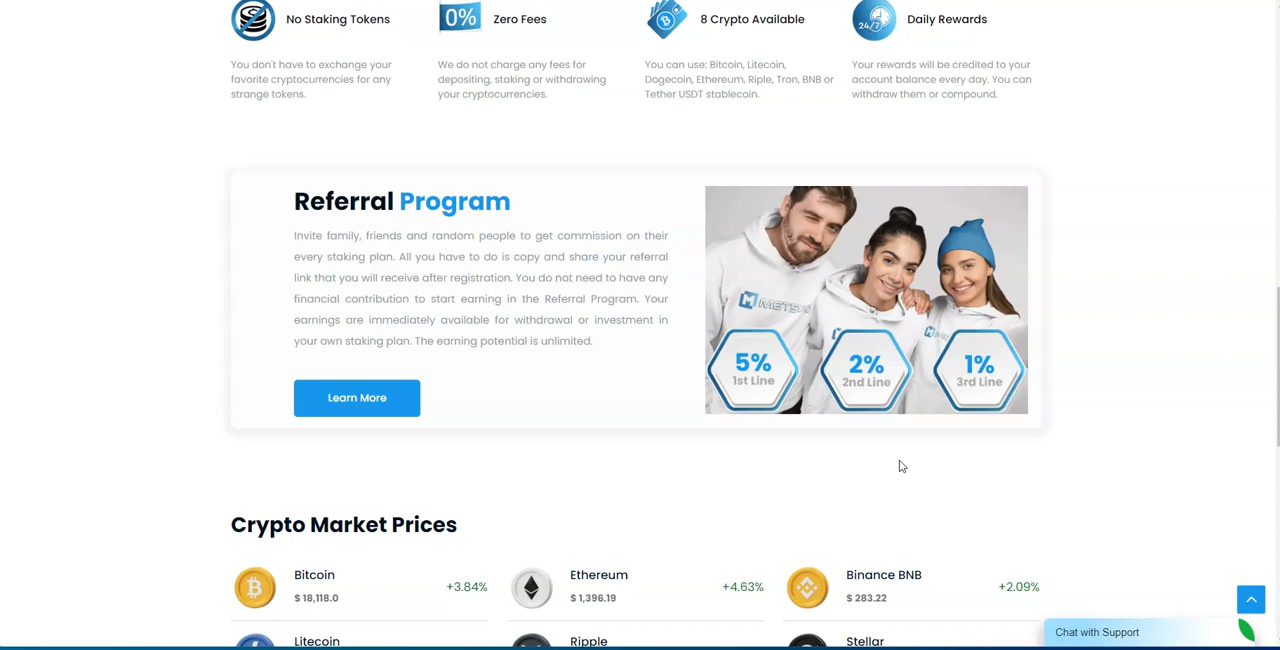 No Staking Tokens
0%
Zero Fees
8 Crypto Available
24/7
Daily Rewards
You don't have to exchange your
favorite cryptocurrencies for any
strange tokens.
We do not charge any fees for
depositing, staking or withdrawing
your cryptocurrencies.
You can use: Bitcoin, Litecoin,
Dogecoin, Ethereum, Riple, Tron, BNB or
Tether USDT stablecoin.
Your rewards will be credited to your
account balance every day. You can
withdraw them or compound.
Referral Program
Invite family, friends and random people to get commission on their
every staking plan. All you have to do is copy and share your referral
link that you will receive after registration. You do not need to have any
financial contribution to start earning in the Referral Program. Your
earnings are immediately available for withdrawal or investment in
your own staking plan. The earning potential is unlimited.
Learn More
5%
1st Line
2%
2nd Line
1%
3rd Line
Crypto Market Prices
Bitcoin
$ 18,118.0
+3.84%
Ethereum
$ 1,396.19
+4.63%
Binance BNB
$ 283.22
+2.09%
Litecoin
Ripple
Stellar
Chat with Support